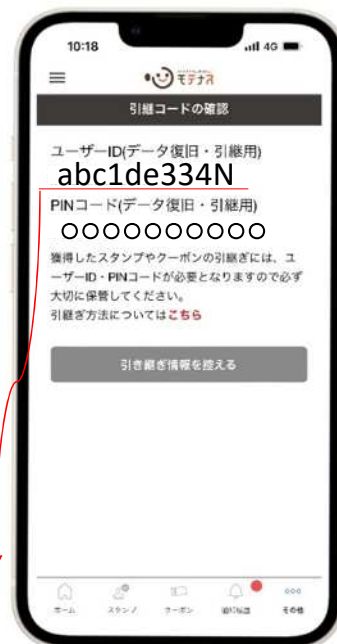 10:18
4G
モテナス
引継コードの確認
ユーザーID(データ復旧・引継用)
abc1de334N
PINコード(データ復旧・引継用)
○○○○○○○○○○
獲得したスタンプやクーポンの引継ぎには、ユ
ーザーID・PINコードが必要となりますので必ず
大切に保管してください。
引継ぎ方法についてはこちら
引き継ぎ情報を控える
ホーム
スタンプ
クーポン
その他